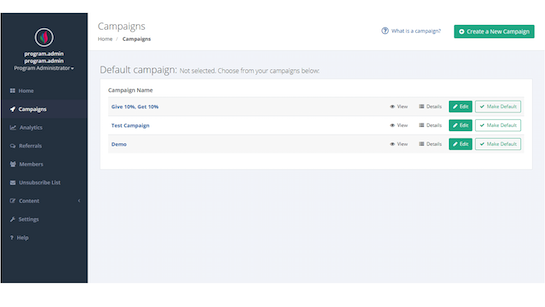 program.admin
program.admin
Program Administrator
Home
Campaigns
Analytics
Referrals
Members
Unsubscribe List
Content
Settings
Help
Campaigns
Home / Campaigns
What is a campaign?
Create a New Campaign
Default campaign: Not selected. Choose from your campaigns below:
Campaign Name
Give 10%, Get 10% View Details Edit Make Default
Test Campaign View Details Edit Make Default
Demo View Details Edit Make Default